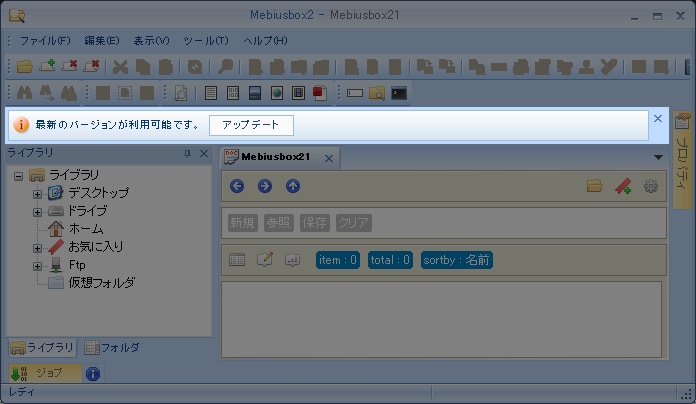 Mebiusbox2 - Mebiusbox21
ファイル(F) 編集(E) 表示(V) ツール(T) ヘルプ(H)
最新のバージョンが利用可能です。 アップデート
ライブラリ
DOC Mebiusbox21
プロパティ
ライブラリ
デスクトップ
ドライブ
ホーム
お気に入り
Ftp
仮想フォルダ
新規 参照 保存 クリア
item : 0 total : 0 sortby : 名前
ライブラリ フォルダ
ジョブ
レディ